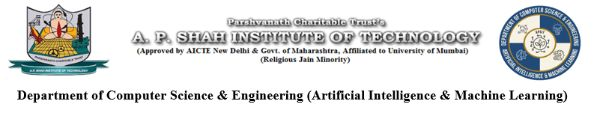 Parshvanath Charitable Trust's
A. P. SHAH INSTITUTE OF TECHNOLOGY
(Approved by AICTE New Delhi & Govt. of Maharashtra, Affiliated to University of Mumbai)
(Religious Jain Minority)
A.P. SHAH INSTITUTE OF TECHNOLOGY
DEPARTMENT OF COMPUTER SCIENCE & ENGINEERING
ARTIFICIAL INTELLIGENCE & MACHINE LEARNING
Department of Computer Science & Engineering (Artificial Intelligence & Machine Learning)